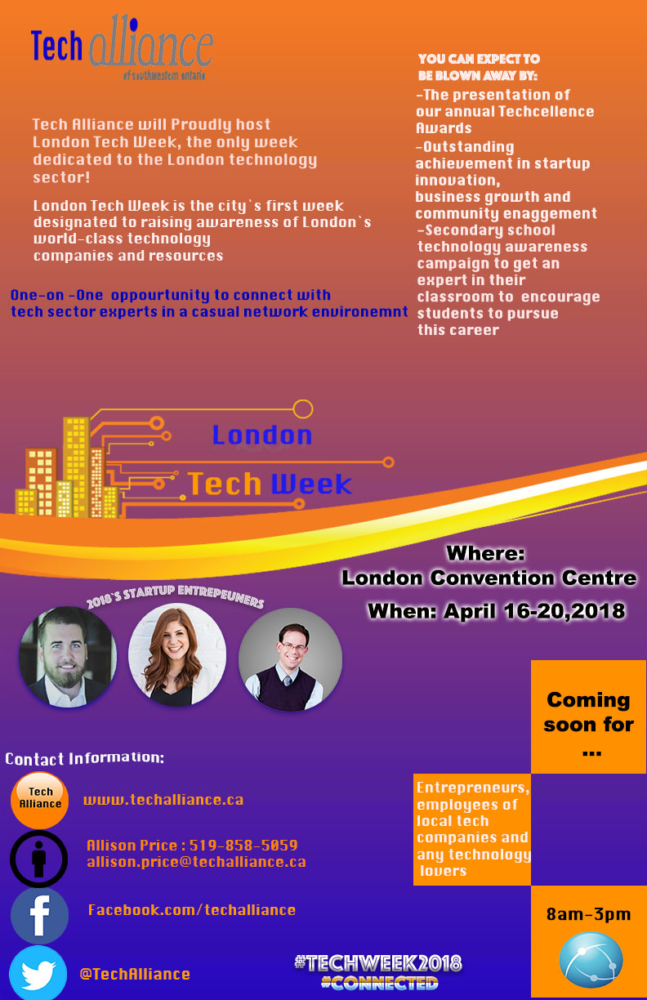 Tech alliance
of southwestern ontario
Tech Alliance will Proudly host
London Tech Week, the only week
dedicated to the London technology
sector!
London Tech Week is the city`s first week
designated to raising awareness of London`s
world-class technology
companies and resources
One-on -One oppourtunity to connect with
tech sector experts in a casual network environemnt
YOU CAN EXPECT TO
BE BLOWN AWAY BY:
-The presentation of
our annual Techcellence
Awards
-Outstanding
achievement in startup
innovation,
business growth and
community enaggement
-Secondary school
technology awareness
campaign to get an
expert in their
classroom to encourage
students to pursue
this career
London
Tech Week
Where:
London Convention Centre
When: April 16-20,2018
2018`S STARTUP ENTREPEUNERS
Coming
soon for
...
Entrepreneurs,
employees of
local tech
companies and
any technology
lovers
8am-3pm
Contact Information:
Tech
Alliance
www.techalliance.ca
Allison Price : 519-858-5059
allison.price@techalliance.ca
f
Facebook.com/techalliance
@TechAlliance
#TECHWEEK2018
#CONNECTED